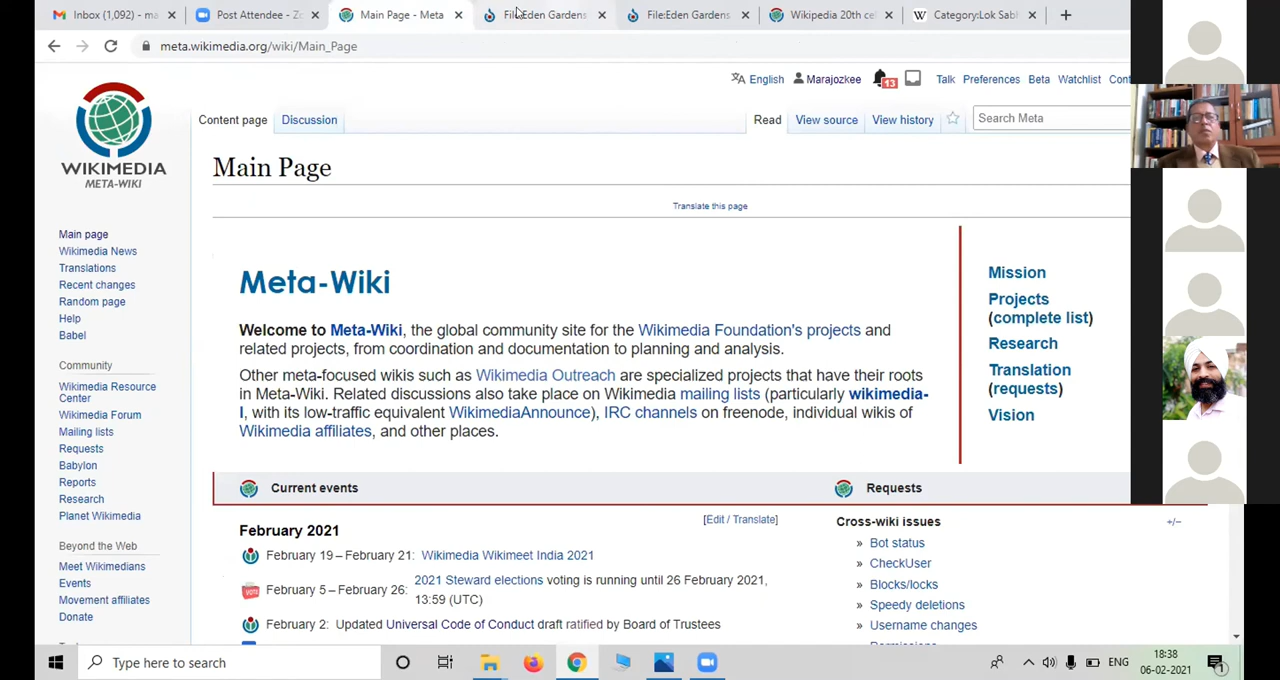 Inbox (1,092) - ma
Post Attendee - Zo
Main Page - Meta
File:Eden Gardens
File:Eden Gardens
Wikipedia 20th cel
Category:Lok Sabh
meta.wikimedia.org/wiki/Main_Page
English
Marajozkee
13
Talk
Preferences
Beta
Watchlist
Cont
Content page
Discussion
Read
View source
View history
Search Meta
WIKIMEDIA
META-WIKI
Main Page
Translate this page
Main page
Wikimedia News
Translations
Recent changes
Random page
Help
Babel
Community
Wikimedia Resource
Center
Wikimedia Forum
Mailing lists
Requests
Babylon
Reports
Research
Planet Wikimedia
Beyond the Web
Meet Wikimedians
Events
Movement affiliates
Donate
Meta-Wiki
Welcome to Meta-Wiki, the global community site for the Wikimedia Foundation's projects and
related projects, from coordination and documentation to planning and analysis.
Other meta-focused wikis such as Wikimedia Outreach are specialized projects that have their roots
in Meta-Wiki. Related discussions also take place on Wikimedia mailing lists (particularly wikimedia-
l, with its low-traffic equivalent WikimediaAnnounce), IRC channels on freenode, individual wikis of
Wikimedia affiliates, and other places.
Mission
Projects
(complete list)
Research
Translation
(requests)
Vision
Current events
Requests
February 2021
[Edit / Translate]
February 19 – February 21: Wikimedia Wikimeet India 2021
February 5 – February 26: 2021 Steward elections voting is running until 26 February 2021,
13:59 (UTC)
February 2: Updated Universal Code of Conduct draft ratified by Board of Trustees
Cross-wiki issues
+/−
» Bot status
» CheckUser
» Blocks/locks
» Speedy deletions
» Username changes
Type here to search
ENG
18:38
06-02-2021
1